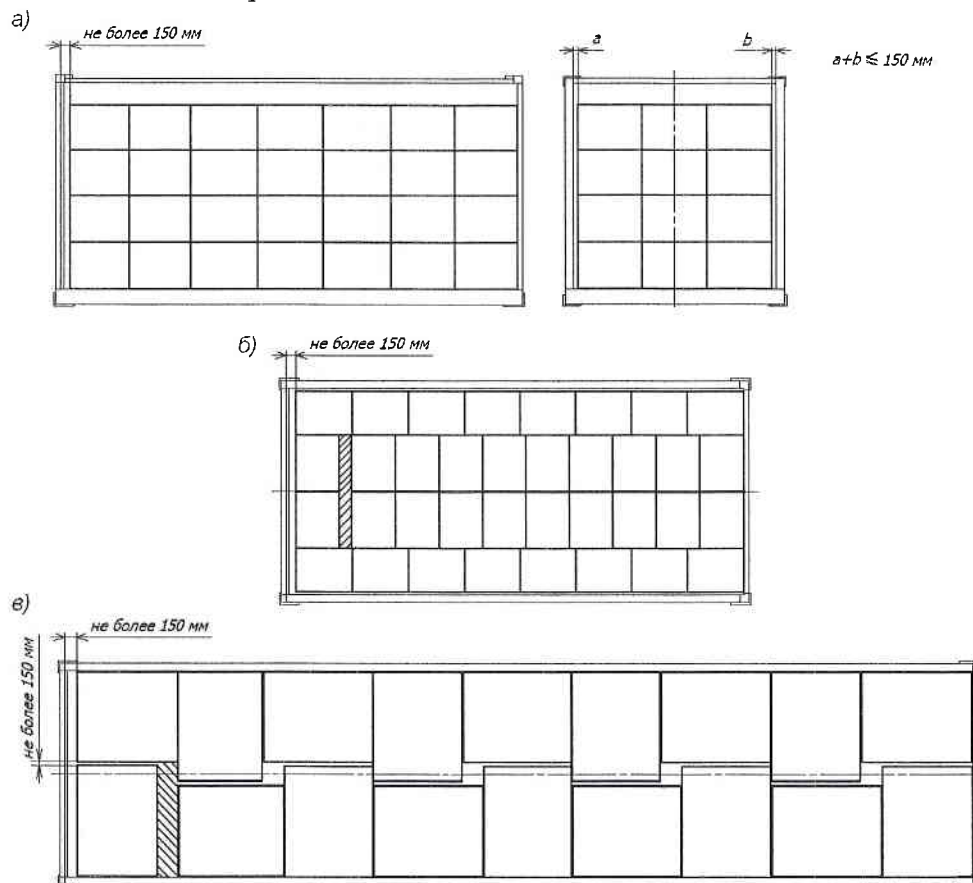 а)
не более 150 мм
a
b
a+b ≤ 150 мм
б)
не более 150 мм
в)
не более 150 мм
не более 150 мм